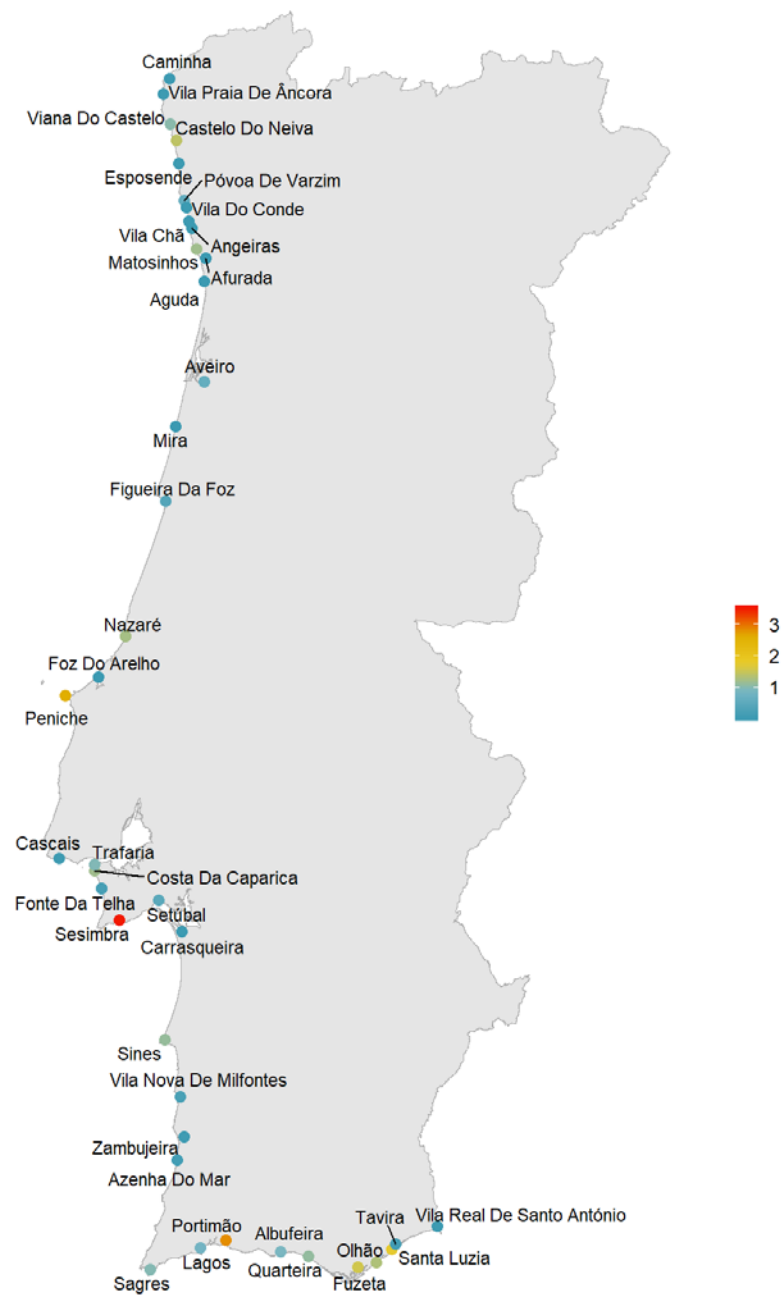 Caminha
Vila Praia De Âncora
Viana Do Castelo
Castelo Do Neiva
Esposende
Póvoa De Varzim
Vila Do Conde
Vila Chã
Angeiras
Matosinhos
Afurada
Aguda
Aveiro
Mira
Figueira Da Foz
Nazaré
3
Foz Do Arelho
2
1
Peniche
Cascais
Trafaria
Costa Da Caparica
Fonte Da Telha
Setúbal
Sesimbra
Carrasqueira
Sines
Vila Nova De Milfontes
Zambujeira
Azenha Do Mar
Tavira
Vila Real De Santo António
Portimão
Albufeira
Olhão
Santa Luzia
Lagos
Quarteira
Sagres
Fuzeta